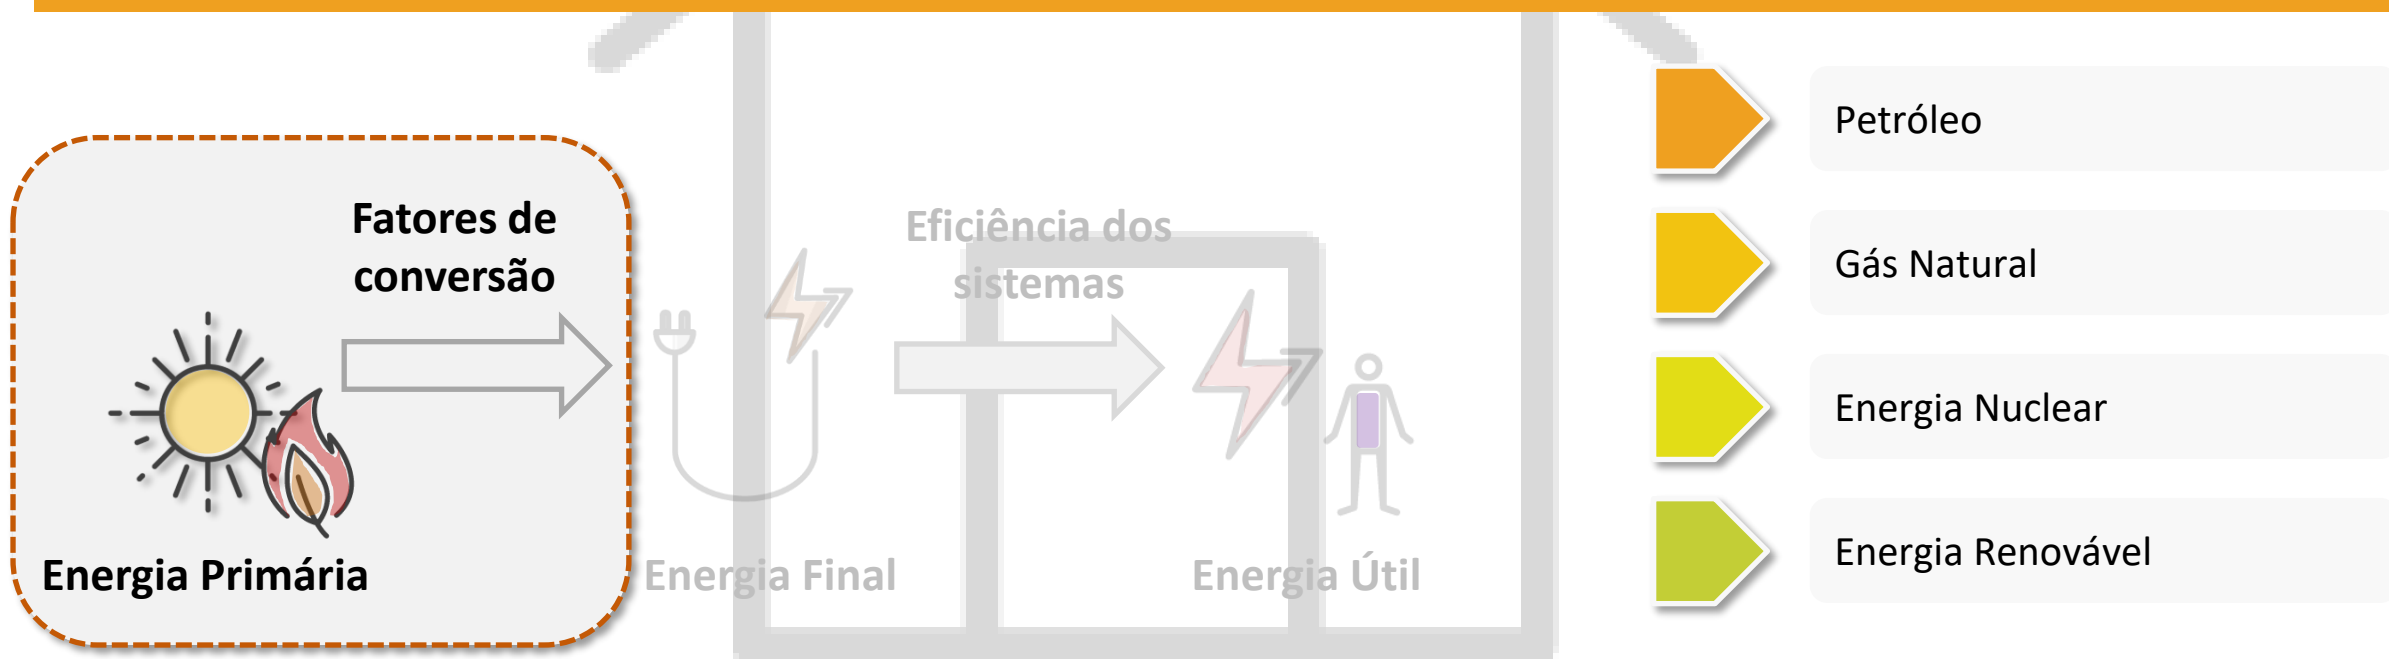 Fatores de
conversão
Energia Primária
Eficiência dos
sistemas
Energia Final
Energia Útil
Petróleo
Gás Natural
Energia Nuclear
Energia Renovável